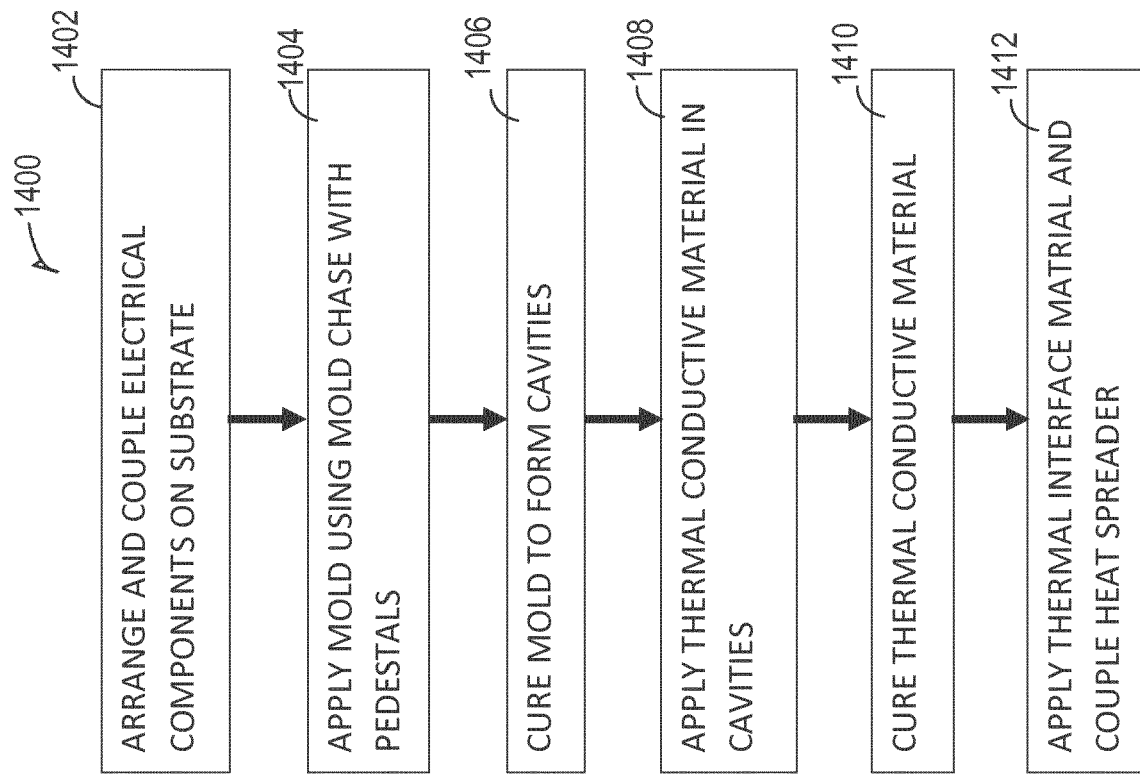 1400
1402
ARRANGE AND COUPLE ELECTRICAL
COMPONENTS ON SUBSTRATE
1404
APPLY MOLD USING MOLD CHASE WITH
PEDESTALS
1406
CURE MOLD TO FORM CAVITIES
1408
APPLY THERMAL CONDUCTIVE MATERIAL IN
CAVITIES
1410
CURE THERMAL CONDUCTIVE MATERIAL
1412
APPLY THERMAL INTERFACE MATRIAL AND
COUPLE HEAT SPREADER